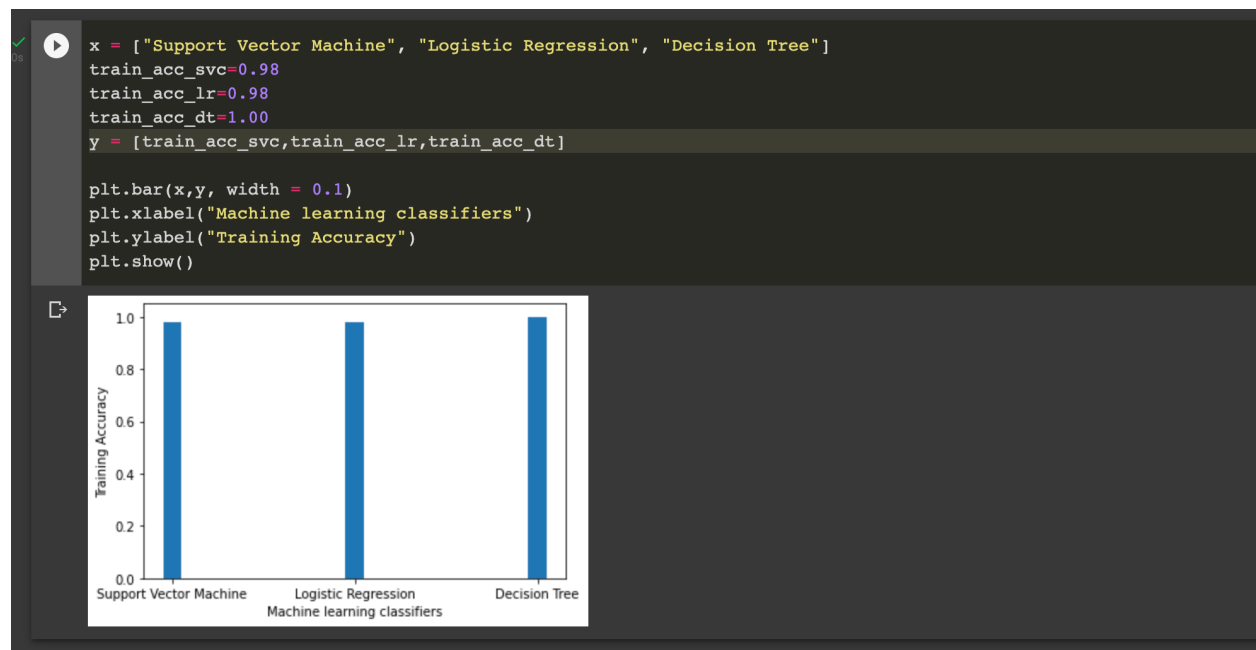 x = ["Support Vector Machine", "Logistic Regression", "Decision Tree"]
0s
train_acc_svc=0.98
train_acc_lr=0.98
train_acc_dt=1.00
y = [train_acc_svc,train_acc_lr,train_acc_dt]
plt.bar(x,y, width = 0.1)
plt.xlabel("Machine learning classifiers")
plt.ylabel("Training Accuracy")
plt.show()
1.0
0.8
0.6
0.4
0.2
0.0
Training Accuracy
Support Vector Machine Logistic Regression Decision Tree
Machine learning classifiers